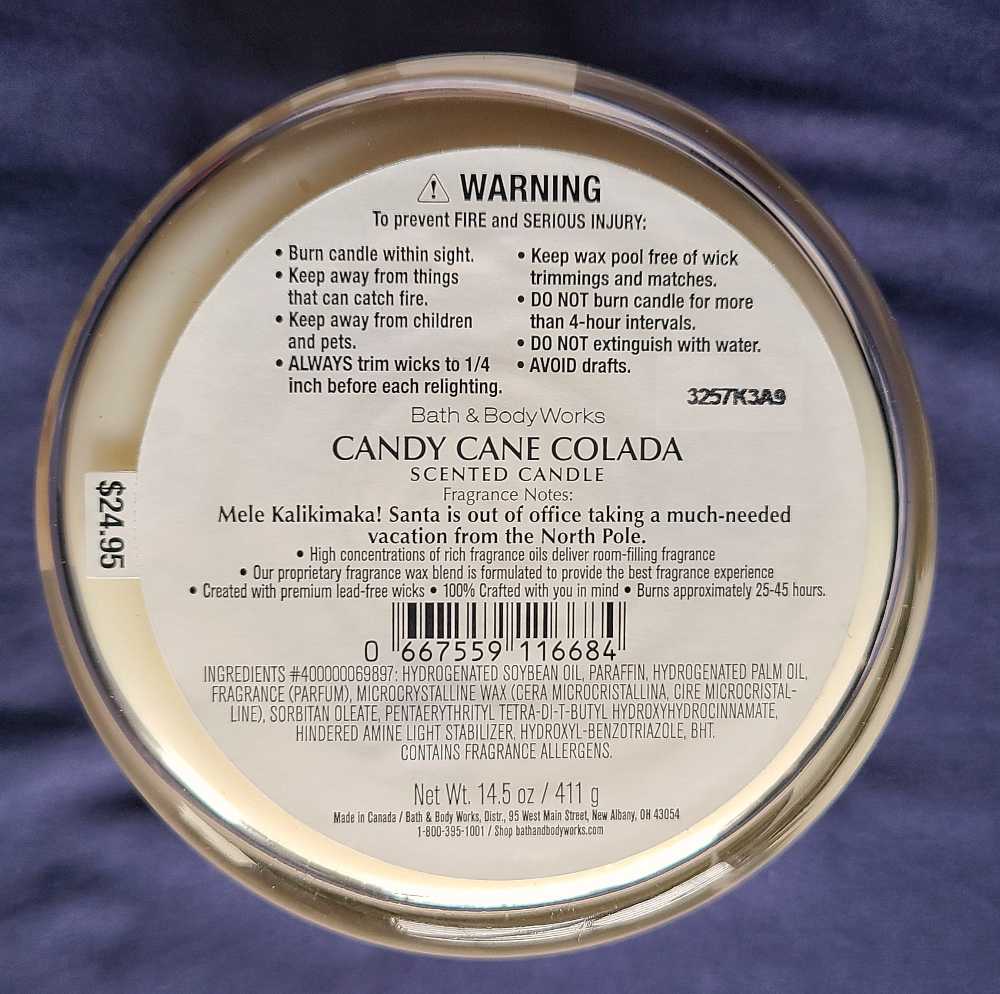 ⚠ WARNING
To prevent FIRE and SERIOUS INJURY:
• Burn candle within sight.
• Keep away from things
that can catch fire.
• Keep away from children
and pets.
• ALWAYS trim wicks to 1/4
inch before each relighting.
• Keep wax pool free of wick
trimmings and matches.
• DO NOT burn candle for more
than 4-hour intervals.
• DO NOT extinguish with water.
• AVOID drafts.
3257K3A9
Bath & Body Works
CANDY CANE COLADA
SCENTED CANDLE
Fragrance Notes:
Mele Kalikimaka! Santa is out of office taking a much-needed
vacation from the North Pole.
• High concentrations of rich fragrance oils deliver room-filling fragrance
• Our proprietary fragrance wax blend is formulated to provide the best fragrance experience
• Created with premium lead-free wicks • 100% Crafted with you in mind • Burns approximately 25-45 hours.
0 667559 116684
INGREDIENTS #400000069897: HYDROGENATED SOYBEAN OIL, PARAFFIN, HYDROGENATED PALM OIL,
FRAGRANCE (PARFUM), MICROCRYSTALLINE WAX (CERA MICROCRISTALLINA, CIRE MICROCRISTAL-
LINE), SORBITAN OLEATE, PENTAERYTHRITYL TETRA-DI-T-BUTYL HYDROXYHYDROCINNAMATE,
HINDERED AMINE LIGHT STABILIZER, HYDROXYL-BENZOTRIAZOLE, BHT.
CONTAINS FRAGRANCE ALLERGENS.
Net Wt. 14.5 oz / 411 g
Made in Canada / Bath & Body Works, Distr., 95 West Main Street, New Albany, OH 43054
1-800-395-1001 / Shop bathandbodyworks.com
$24.95